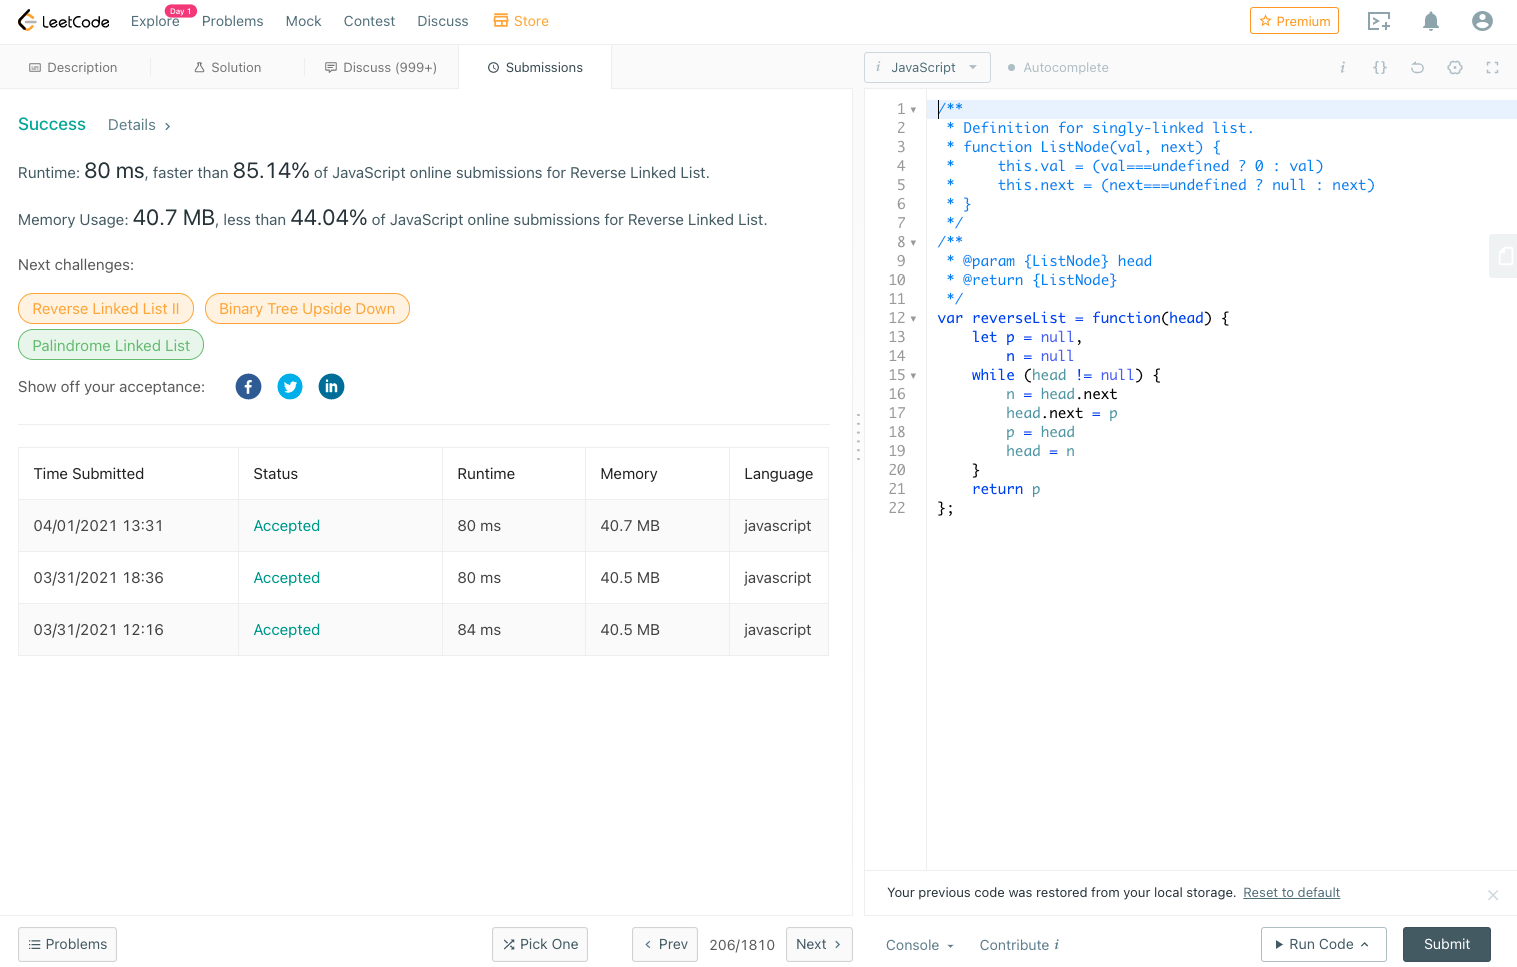 LeetCode Explore Day 1 Problems Mock Contest Discuss Store Premium
Description Solution Discuss (999+) Submissions
i JavaScript Autocomplete i {}
Success Details >
Runtime: 80 ms, faster than 85.14% of JavaScript online submissions for Reverse Linked List.
Memory Usage: 40.7 MB, less than 44.04% of JavaScript online submissions for Reverse Linked List.
Next challenges:
Reverse Linked List II Binary Tree Upside Down
Palindrome Linked List
Show off your acceptance: f in
Time Submitted Status Runtime Memory Language
04/01/2021 13:31 Accepted 80 ms 40.7 MB javascript
03/31/2021 18:36 Accepted 80 ms 40.5 MB javascript
03/31/2021 12:16 Accepted 84 ms 40.5 MB javascript
1 /**
2  * Definition for singly-linked list.
3  * function ListNode(val, next) {
4  *     this.val = (val===undefined ? 0 : val)
5  *     this.next = (next===undefined ? null : next)
6  * }
7  */
8 /**
9  * @param {ListNode} head
10  * @return {ListNode}
11  */
12 var reverseList = function(head) {
13     let p = null,
14         n = null
15     while (head != null) {
16         n = head.next
17         head.next = p
18         p = head
19         head = n
20     }
21     return p
22 };
Your previous code was restored from your local storage. Reset to default
Problems Pick One < Prev 206/1810 Next > Console Contribute i Run Code Submit